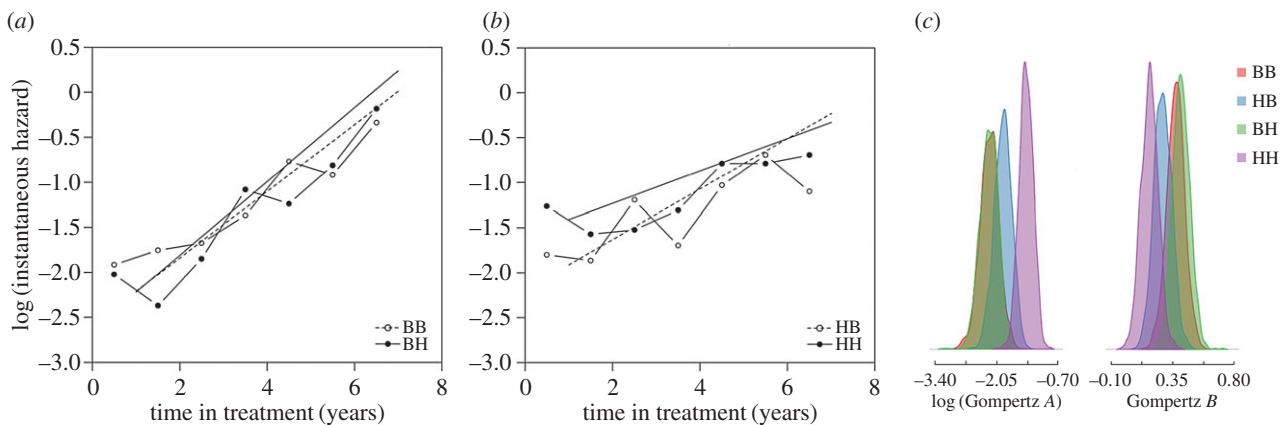 (a)
log (instantaneous hazard)
0.5
0
–0.5
–1.0
–1.5
–2.0
–2.5
–3.0
BB
BH
0 2 4 6 8
time in treatment (years)
(b)
0.5
0
–0.5
–1.0
–1.5
–2.0
–2.5
–3.0
HB
HH
0 2 4 6 8
time in treatment (years)
(c)
BB
HB
BH
HH
–3.40 –2.05 –0.70
log (Gompertz A)
–0.10 0.35 0.80
Gompertz B